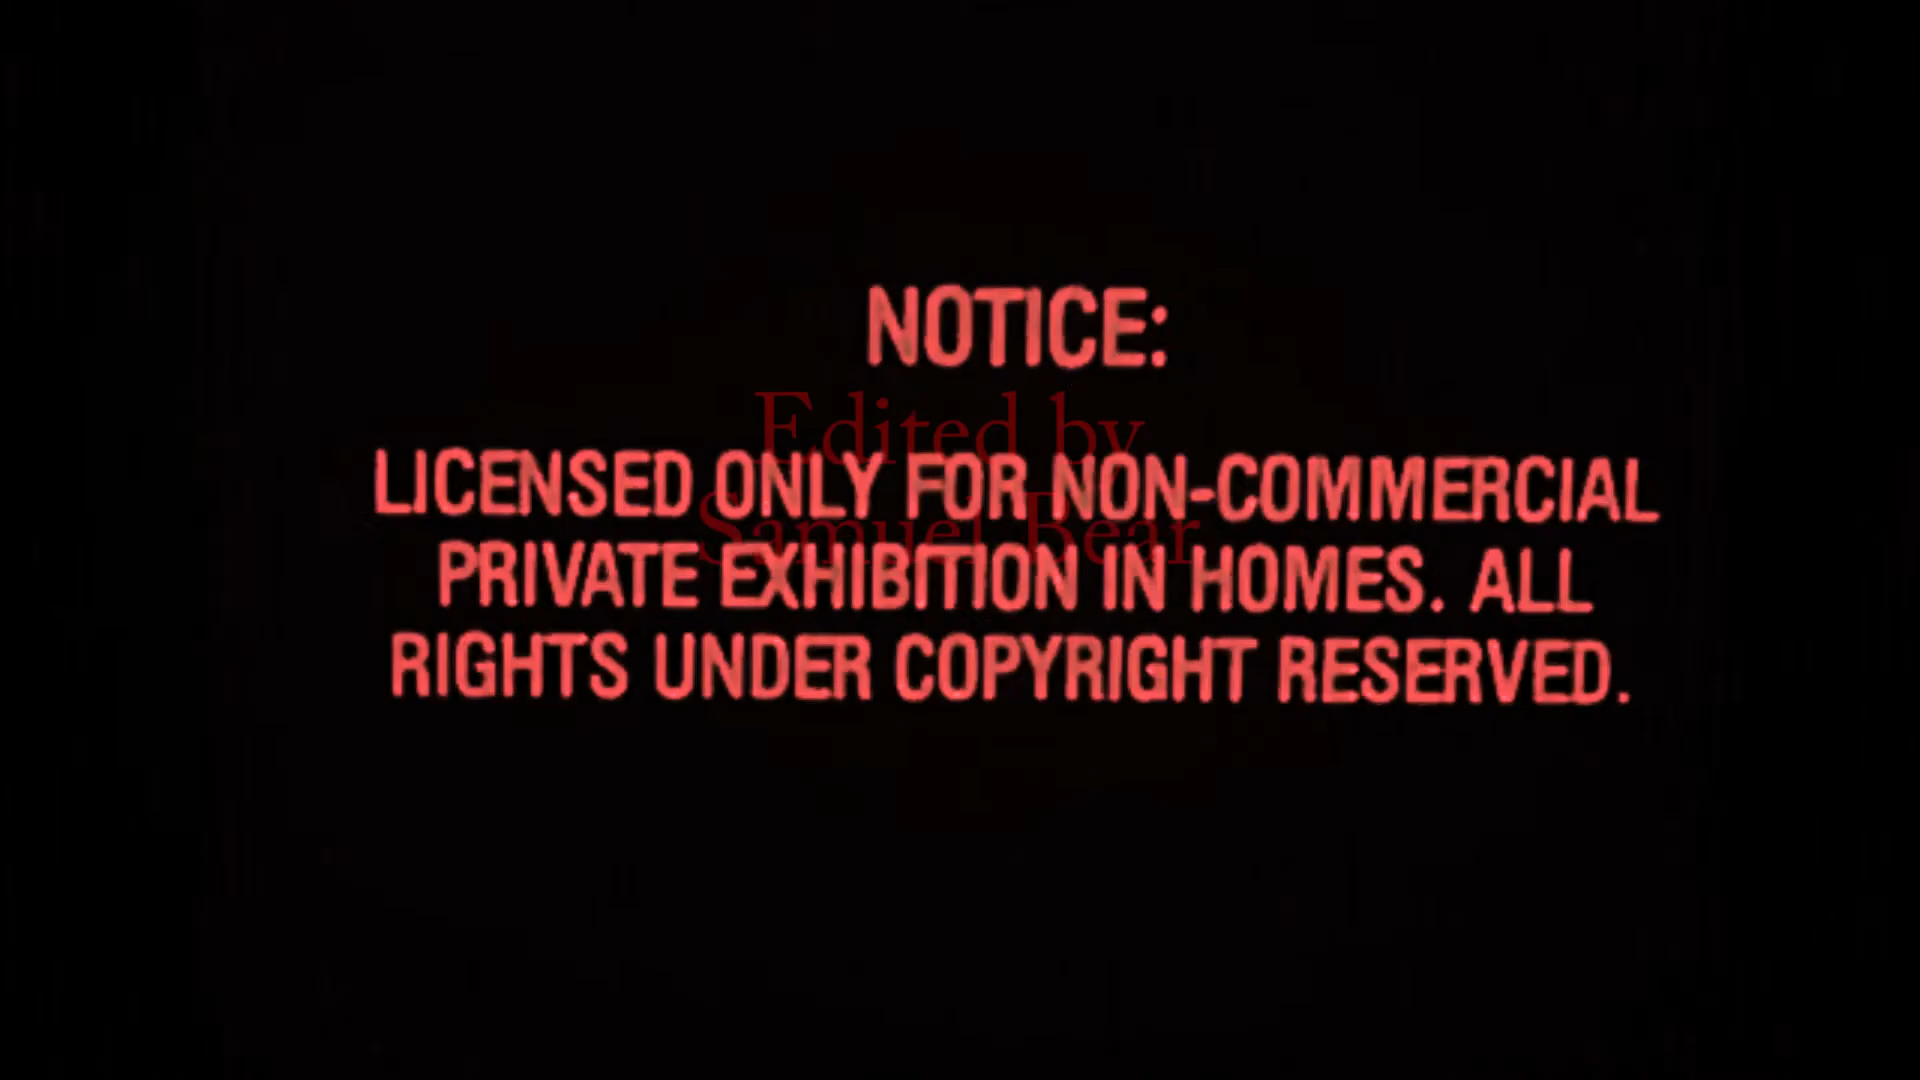 NOTICE:
Edited by
LICENSED ONLY FOR NON-COMMERCIAL
Samuel Bear
PRIVATE EXHIBITION IN HOMES. ALL
RIGHTS UNDER COPYRIGHT RESERVED.